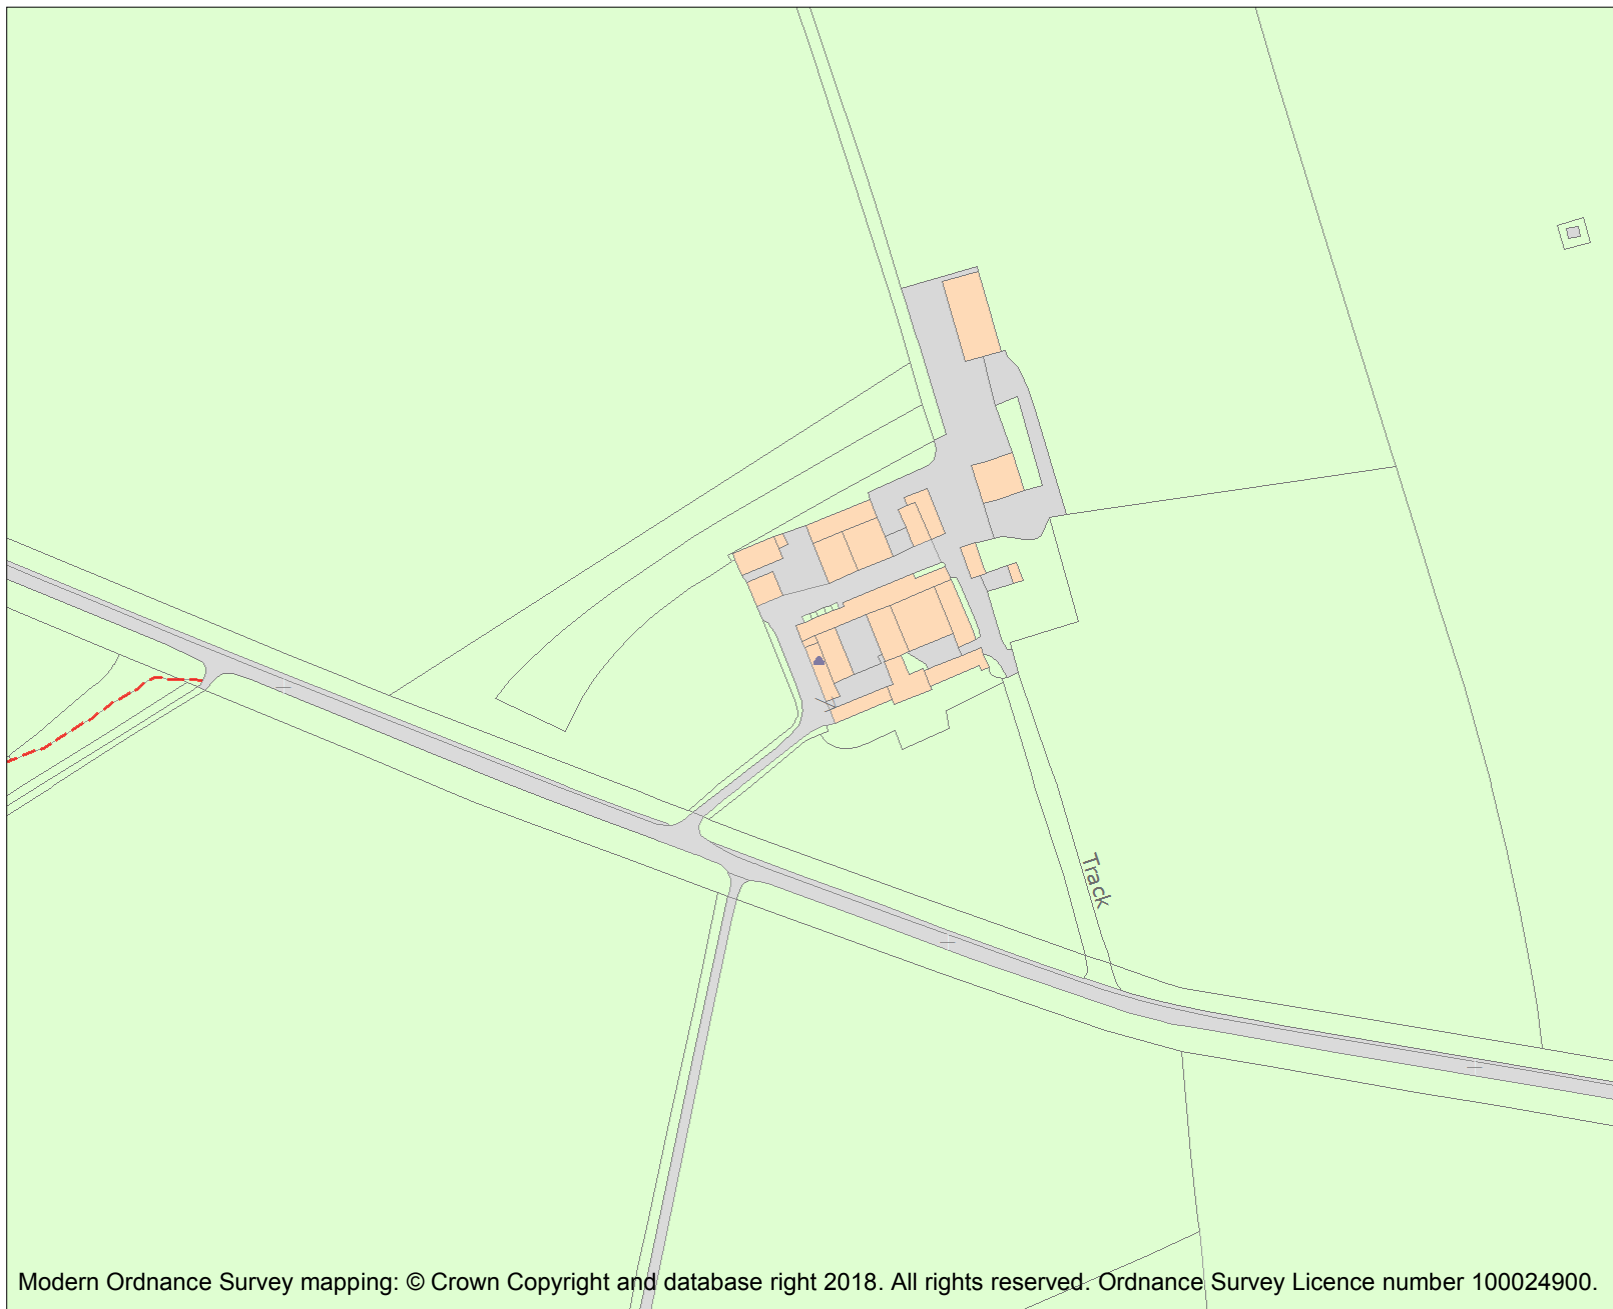 Track
Modern Ordnance Survey mapping: © Crown Copyright and database right 2018. All rights reserved. Ordnance Survey Licence number 100024900.